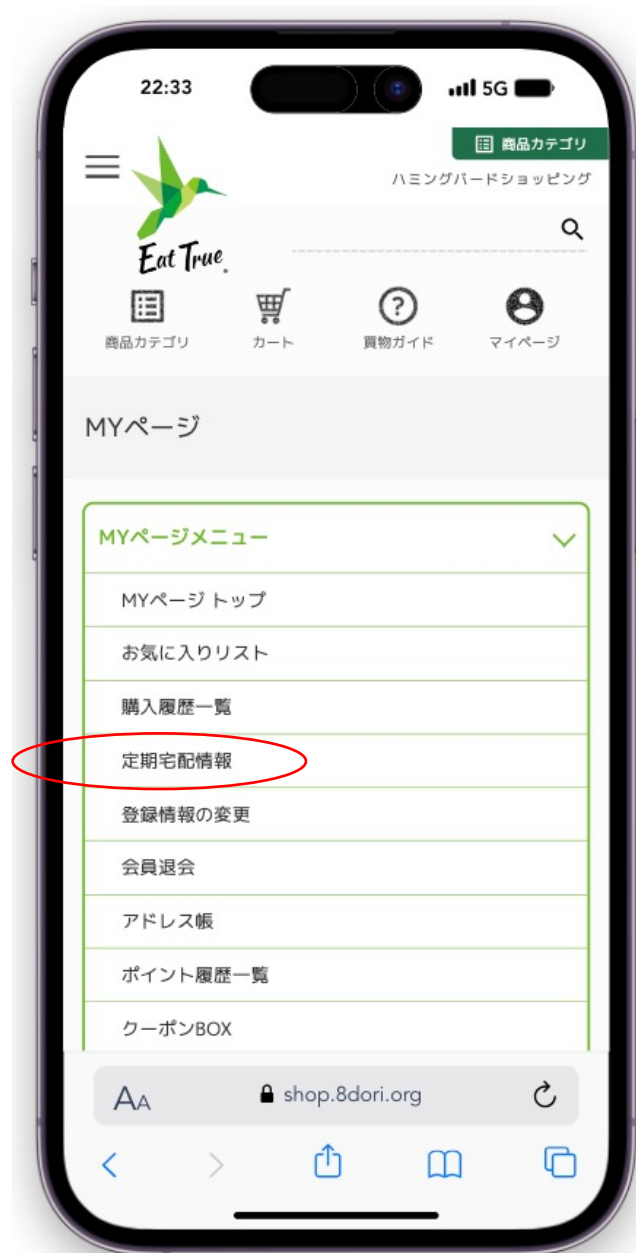 22:33
5G
商品カテゴリ
ハミングバードショッピング
Eat True.
商品カテゴリ
カート
買物ガイド
マイページ
MYページ
MYページメニュー
MYページ トップ
お気に入りリスト
購入履歴一覧
定期宅配情報
登録情報の変更
会員退会
アドレス帳
ポイント履歴一覧
クーポンBOX
AA
shop.8dori.org